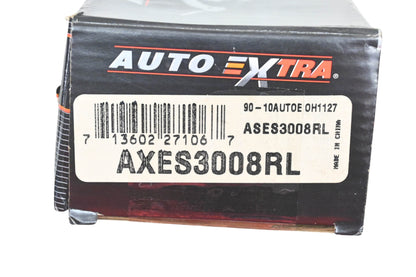 AUTO EXTRA
90-10AUTOE OH1127
7 13602 27106 7
ASES3008RL
AXES3008RL
MADE IN CHINA